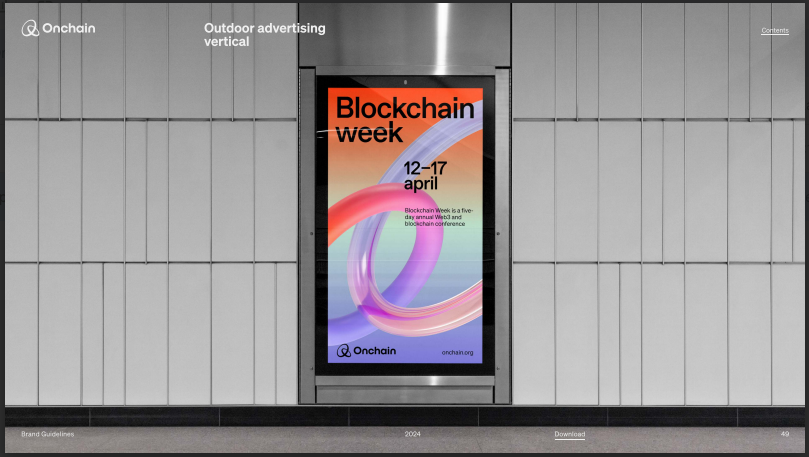 Onchain
Outdoor advertising
vertical
Contents
Blockchain
week
12–17
april
Blockchain Week is a five-
day annual Web3 and
blockchain conference
Onchain
onchain.org
Brand Guidelines
2024
Download
49